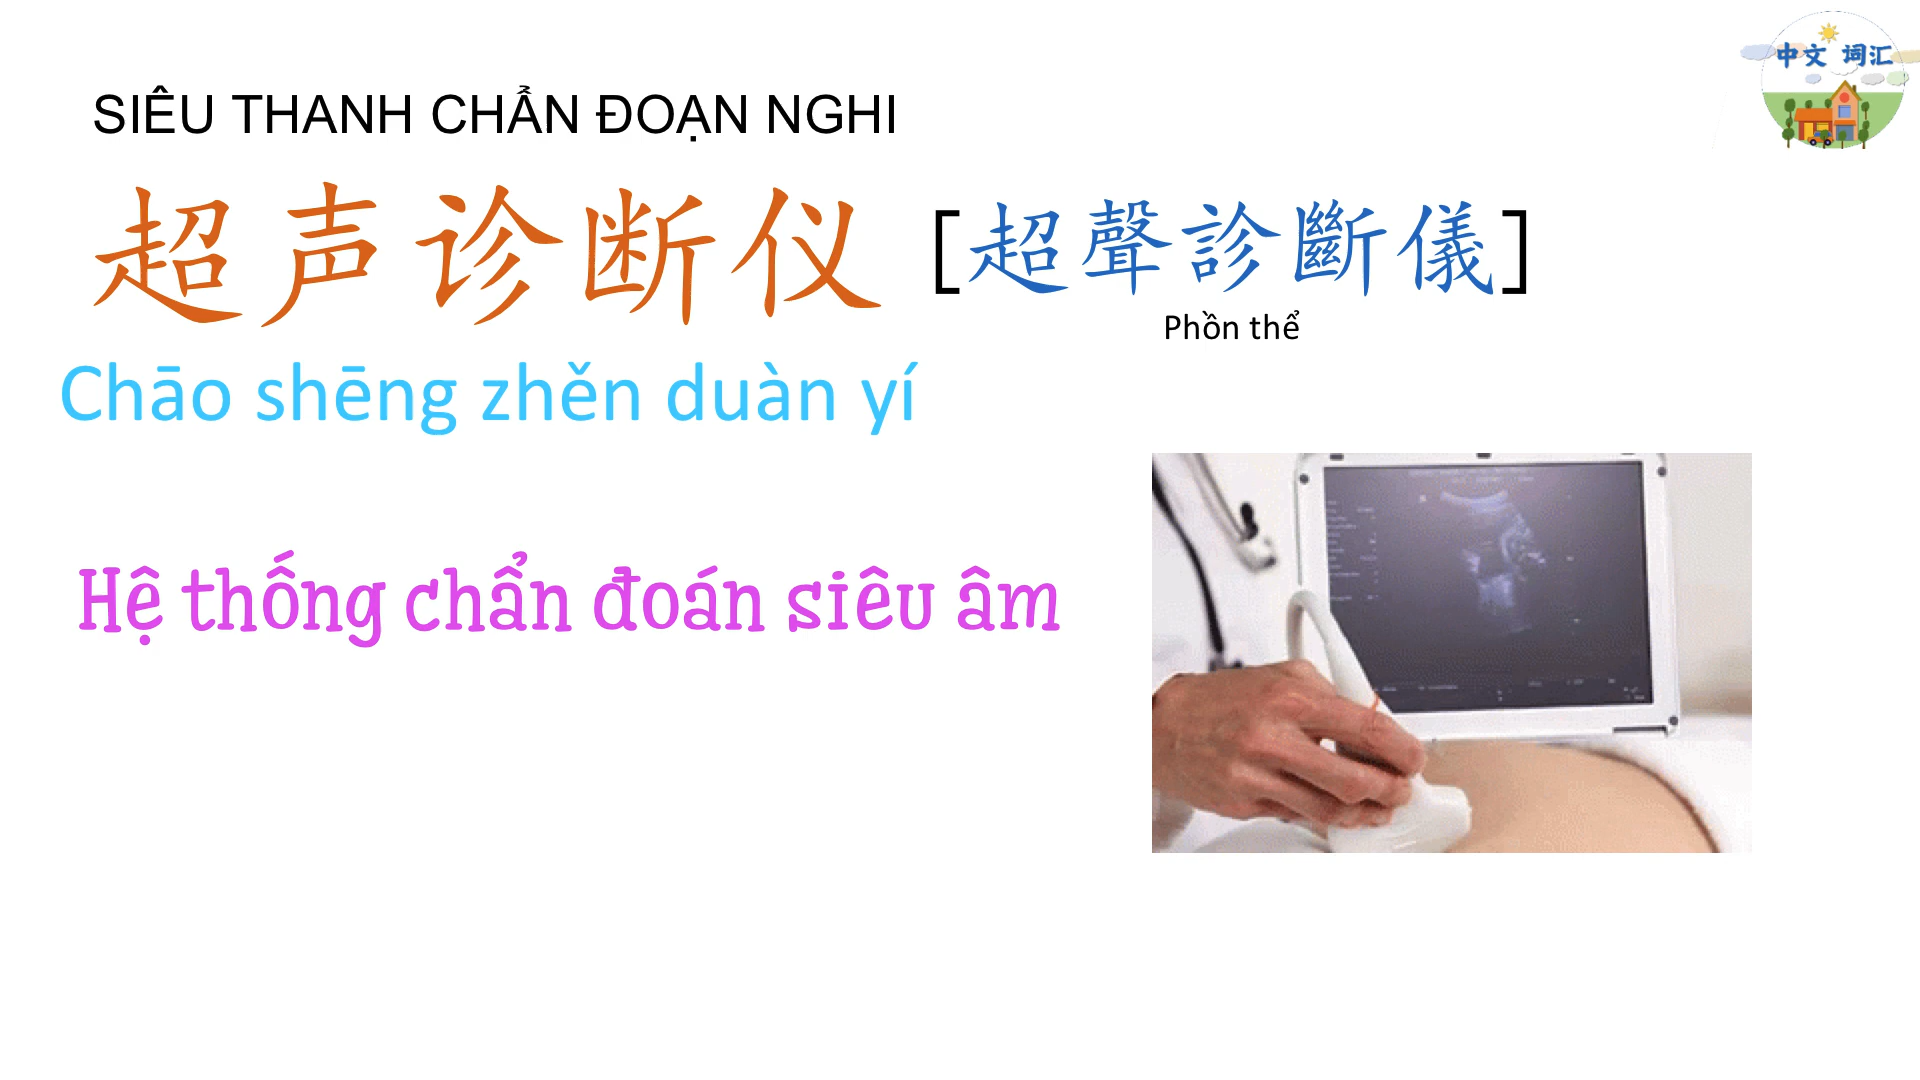 中文 词汇
SIÊU THANH CHẨN ĐOẠN NGHI
超声诊断仪 [超聲診斷儀]
Phồn thể
Chāo shēng zhěn duàn yí
Hệ thống chẩn đoán siêu âm